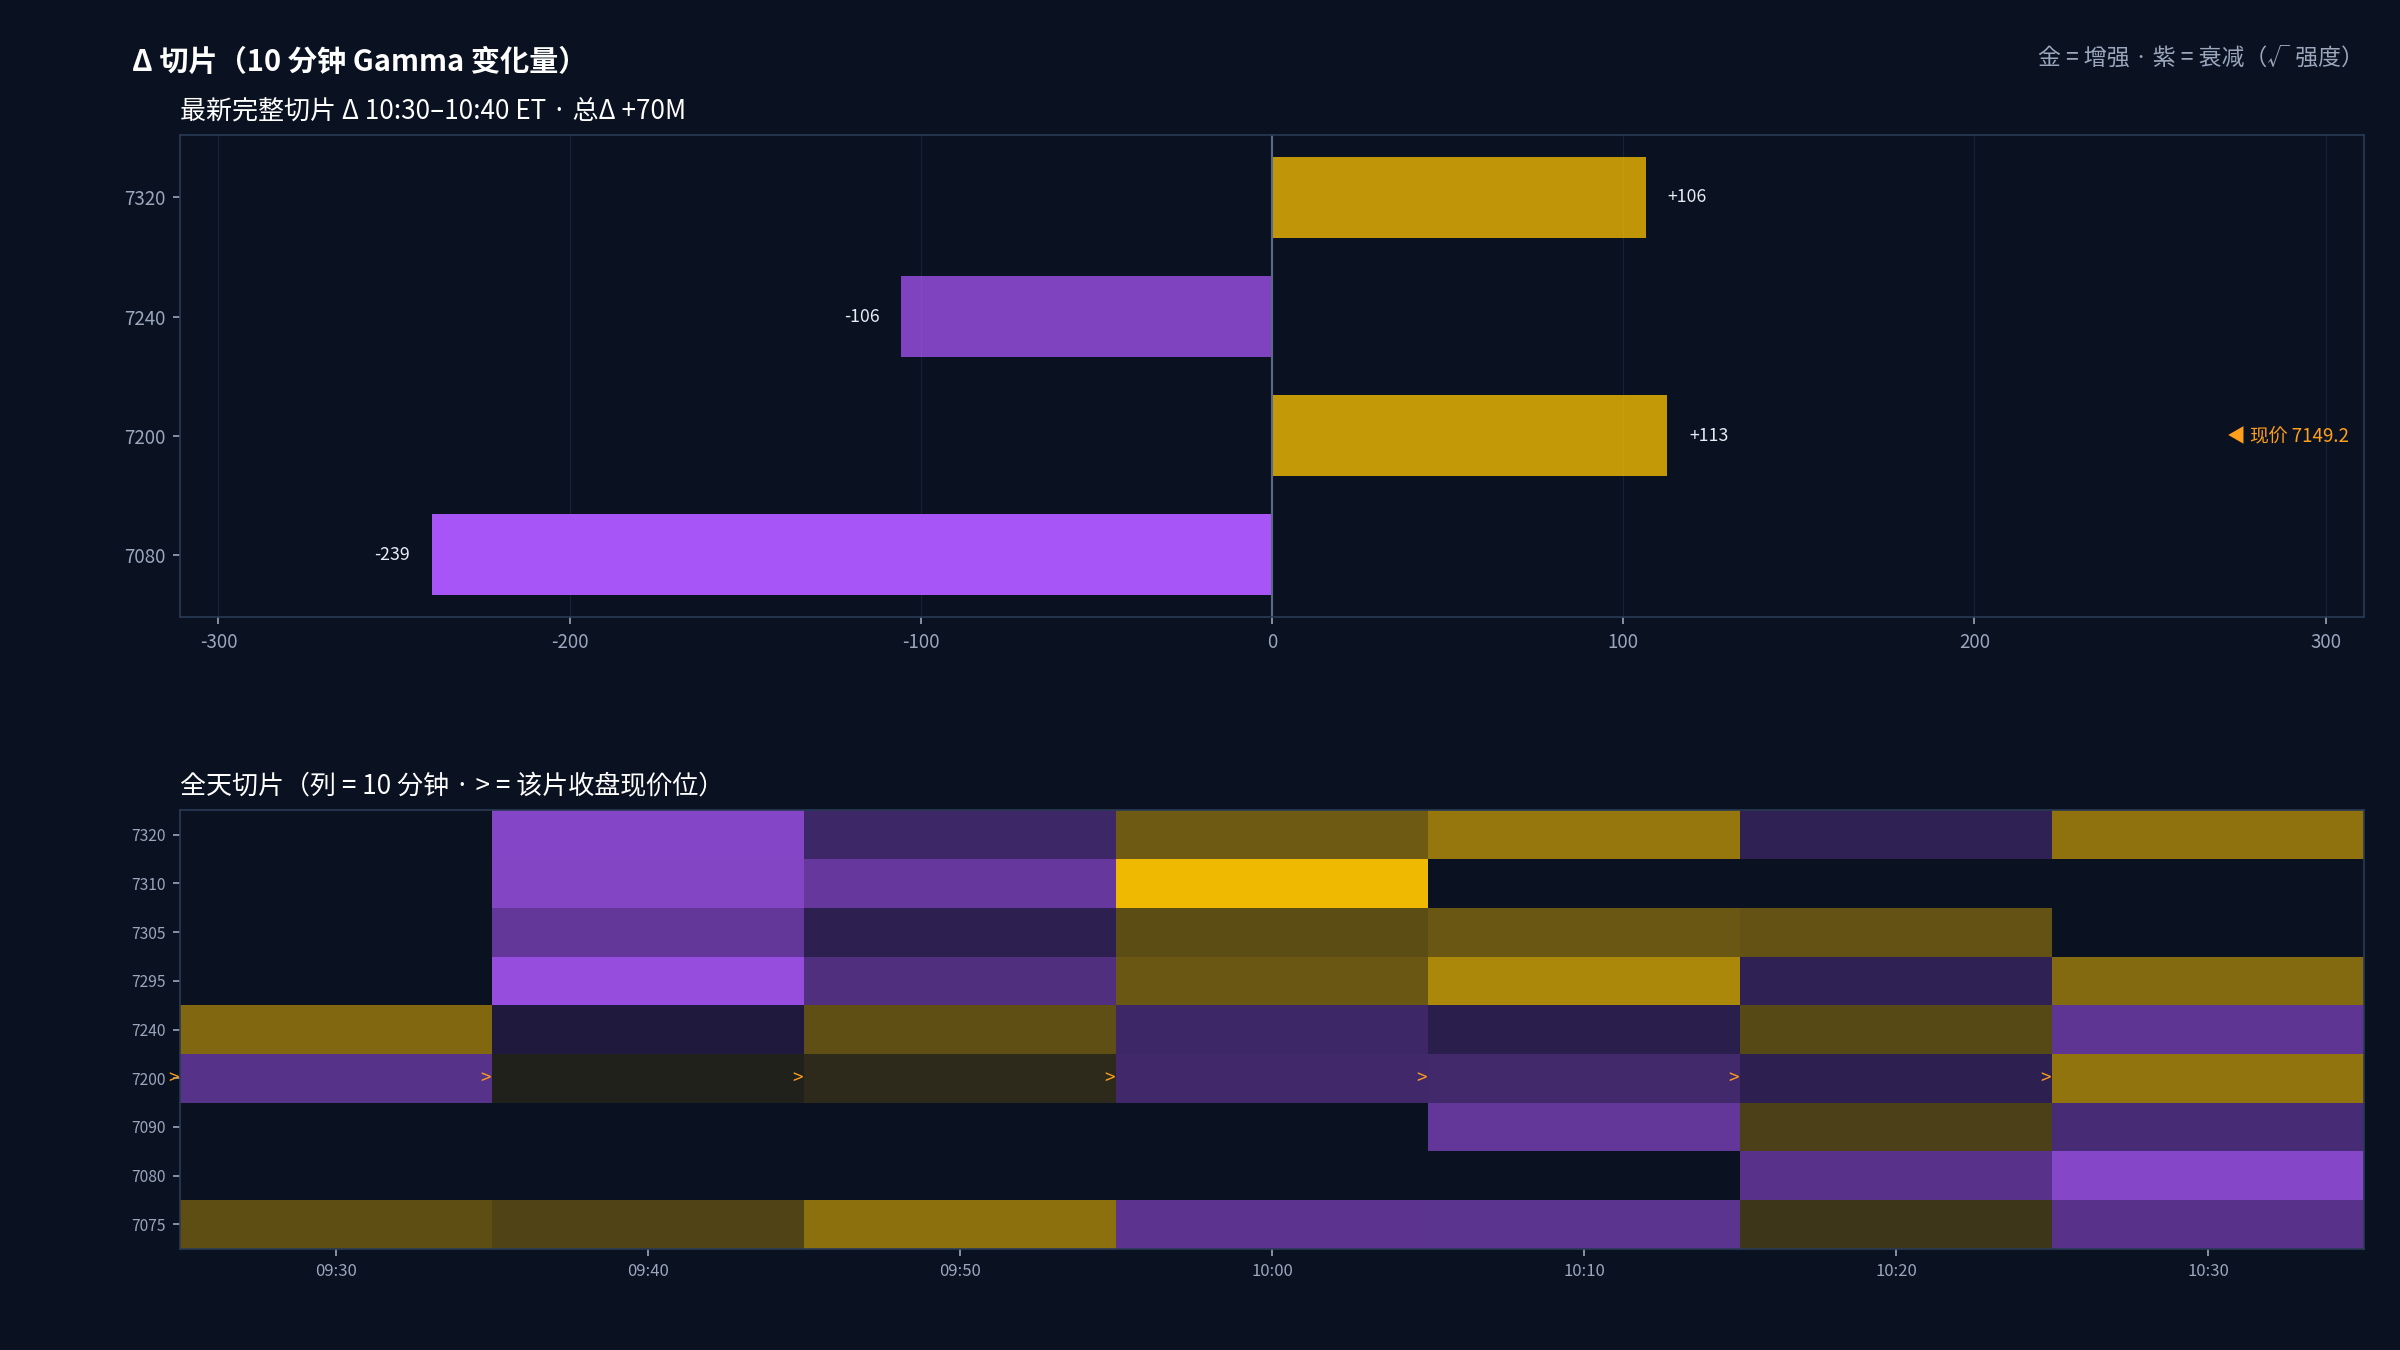 Δ 切片（10 分钟 Gamma 变化量）
金 = 增强 · 紫 = 衰减（√ 强度）
最新完整切片 Δ 10:30–10:40 ET · 总Δ +70M
7320
+106
7240
-106
7200
+113
◀ 现价 7149.2
7080
-239
-300 -200 -100 0 100 200 300
全天切片（列 = 10 分钟 · > = 该片收盘现价位）
7320
7310
7305
7295
7240
7200 > > > > > > >
7090
7080
7075
09:30 09:40 09:50 10:00 10:10 10:20 10:30